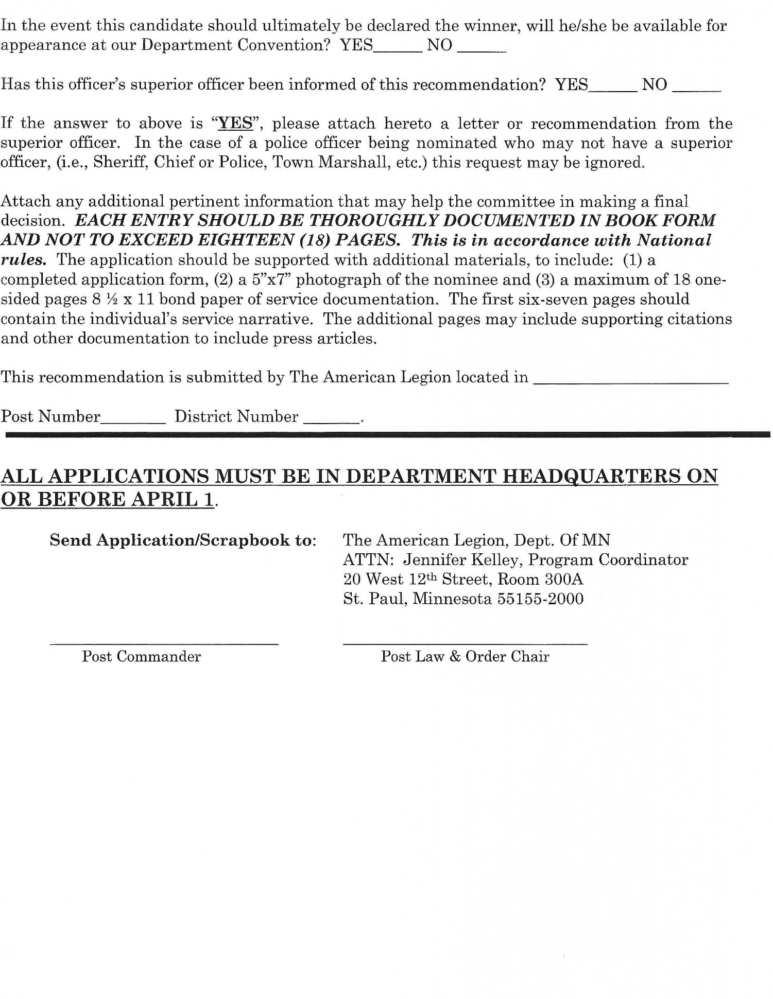 In the event this candidate should ultimately be declared the winner, will he/she be available for
appearance at our Department Convention? YES______ NO ______
Has this officer's superior officer been informed of this recommendation? YES______ NO ______
If the answer to above is “YES”, please attach hereto a letter or recommendation from the
superior officer. In the case of a police officer being nominated who may not have a superior
officer, (i.e., Sheriff, Chief or Police, Town Marshall, etc.) this request may be ignored.
Attach any additional pertinent information that may help the committee in making a final
decision. EACH ENTRY SHOULD BE THOROUGHLY DOCUMENTED IN BOOK FORM
AND NOT TO EXCEED EIGHTEEN (18) PAGES. This is in accordance with National
rules. The application should be supported with additional materials, to include: (1) a
completed application form, (2) a 5”x7” photograph of the nominee and (3) a maximum of 18 one-
sided pages 8 ½ x 11 bond paper of service documentation. The first six-seven pages should
contain the individual's service narrative. The additional pages may include supporting citations
and other documentation to include press articles.
This recommendation is submitted by The American Legion located in ________________________
Post Number________ District Number _______.
ALL APPLICATIONS MUST BE IN DEPARTMENT HEADQUARTERS ON
OR BEFORE APRIL 1.
Send Application/Scrapbook to: The American Legion, Dept. Of MN
ATTN: Jennifer Kelley, Program Coordinator
20 West 12th Street, Room 300A
St. Paul, Minnesota 55155-2000
Post Commander Post Law & Order Chair